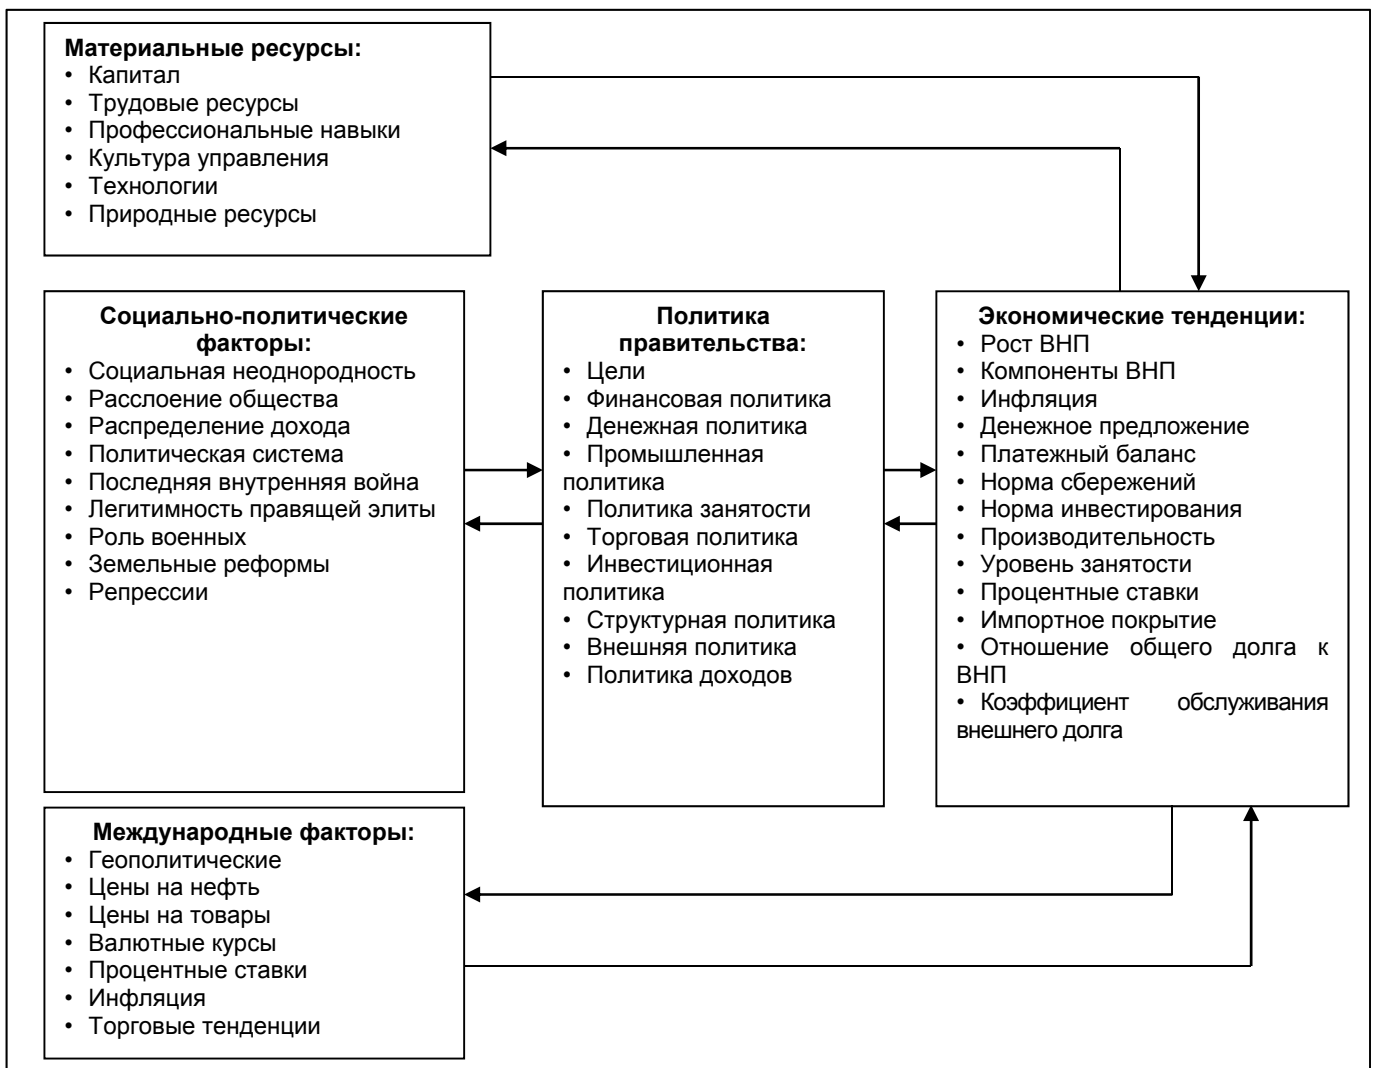 Материальные ресурсы:
• Капитал
• Трудовые ресурсы
• Профессиональные навыки
• Культура управления
• Технологии
• Природные ресурсы
Социально-политические
факторы:
• Социальная неоднородность
• Расслоение общества
• Распределение дохода
• Политическая система
• Последняя внутренняя война
• Легитимность правящей элиты
• Роль военных
• Земельные реформы
• Репрессии
Политика
правительства:
• Цели
• Финансовая политика
• Денежная политика
• Промышленная
политика
• Политика занятости
• Торговая политика
• Инвестиционная
политика
• Структурная политика
• Внешняя политика
• Политика доходов
Экономические тенденции:
• Рост ВНП
• Компоненты ВНП
• Инфляция
• Денежное предложение
• Платежный баланс
• Норма сбережений
• Норма инвестирования
• Производительность
• Уровень занятости
• Процентные ставки
• Импортное покрытие
• Отношение общего долга к
ВНП
• Коэффициент обслуживания
внешнего долга
Международные факторы:
• Геополитические
• Цены на нефть
• Цены на товары
• Валютные курсы
• Процентные ставки
• Инфляция
• Торговые тенденции